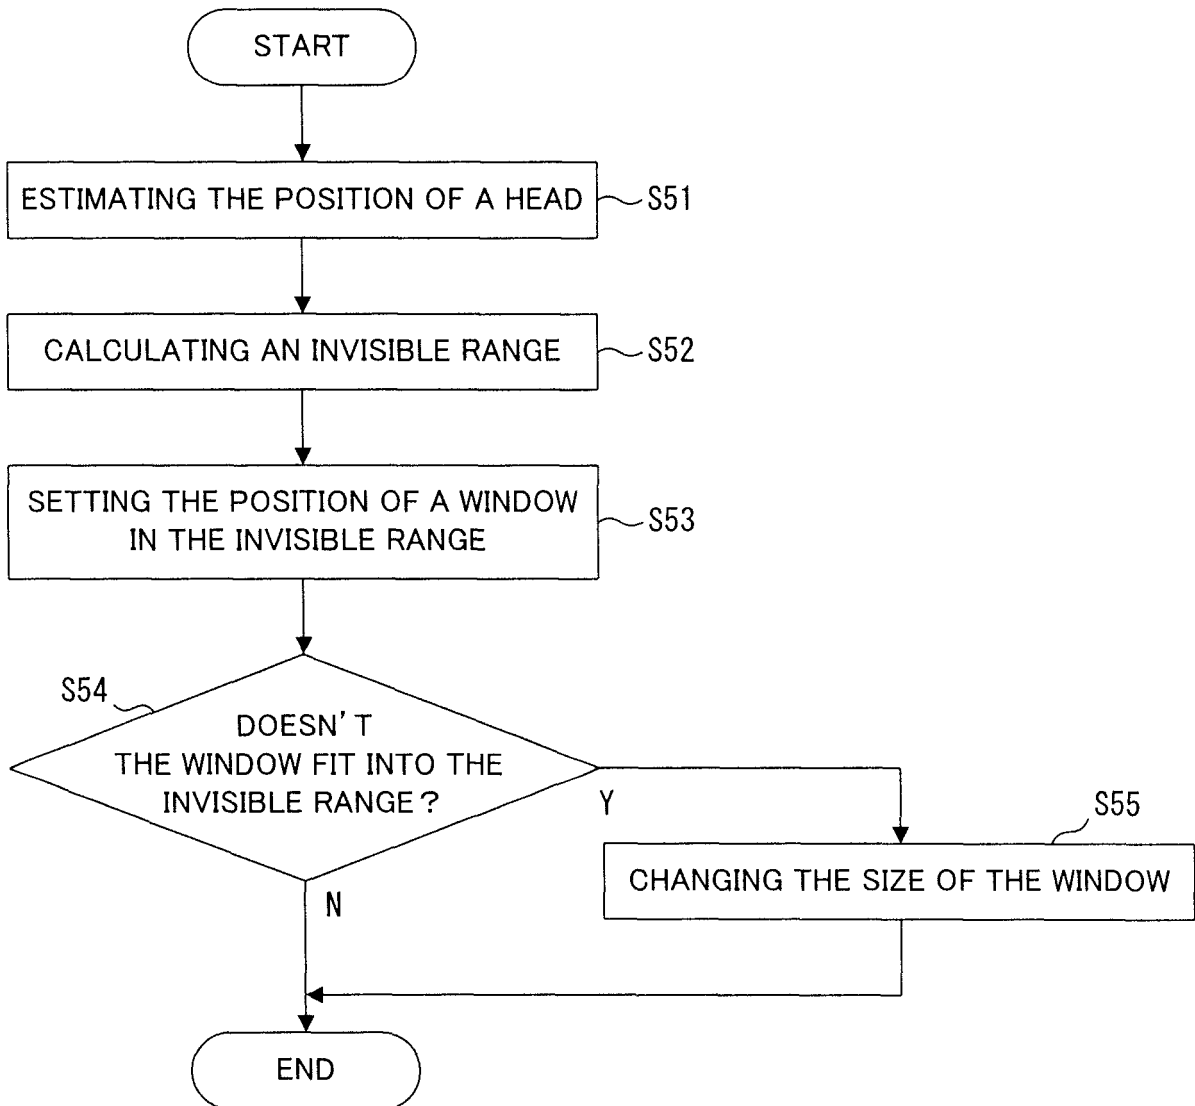 START
ESTIMATING THE POSITION OF A HEAD
S51
CALCULATING AN INVISIBLE RANGE
S52
SETTING THE POSITION OF A WINDOW
IN THE INVISIBLE RANGE
S53
S54
DOESN'T
THE WINDOW FIT INTO THE
INVISIBLE RANGE?
Y
S55
CHANGING THE SIZE OF THE WINDOW
N
END